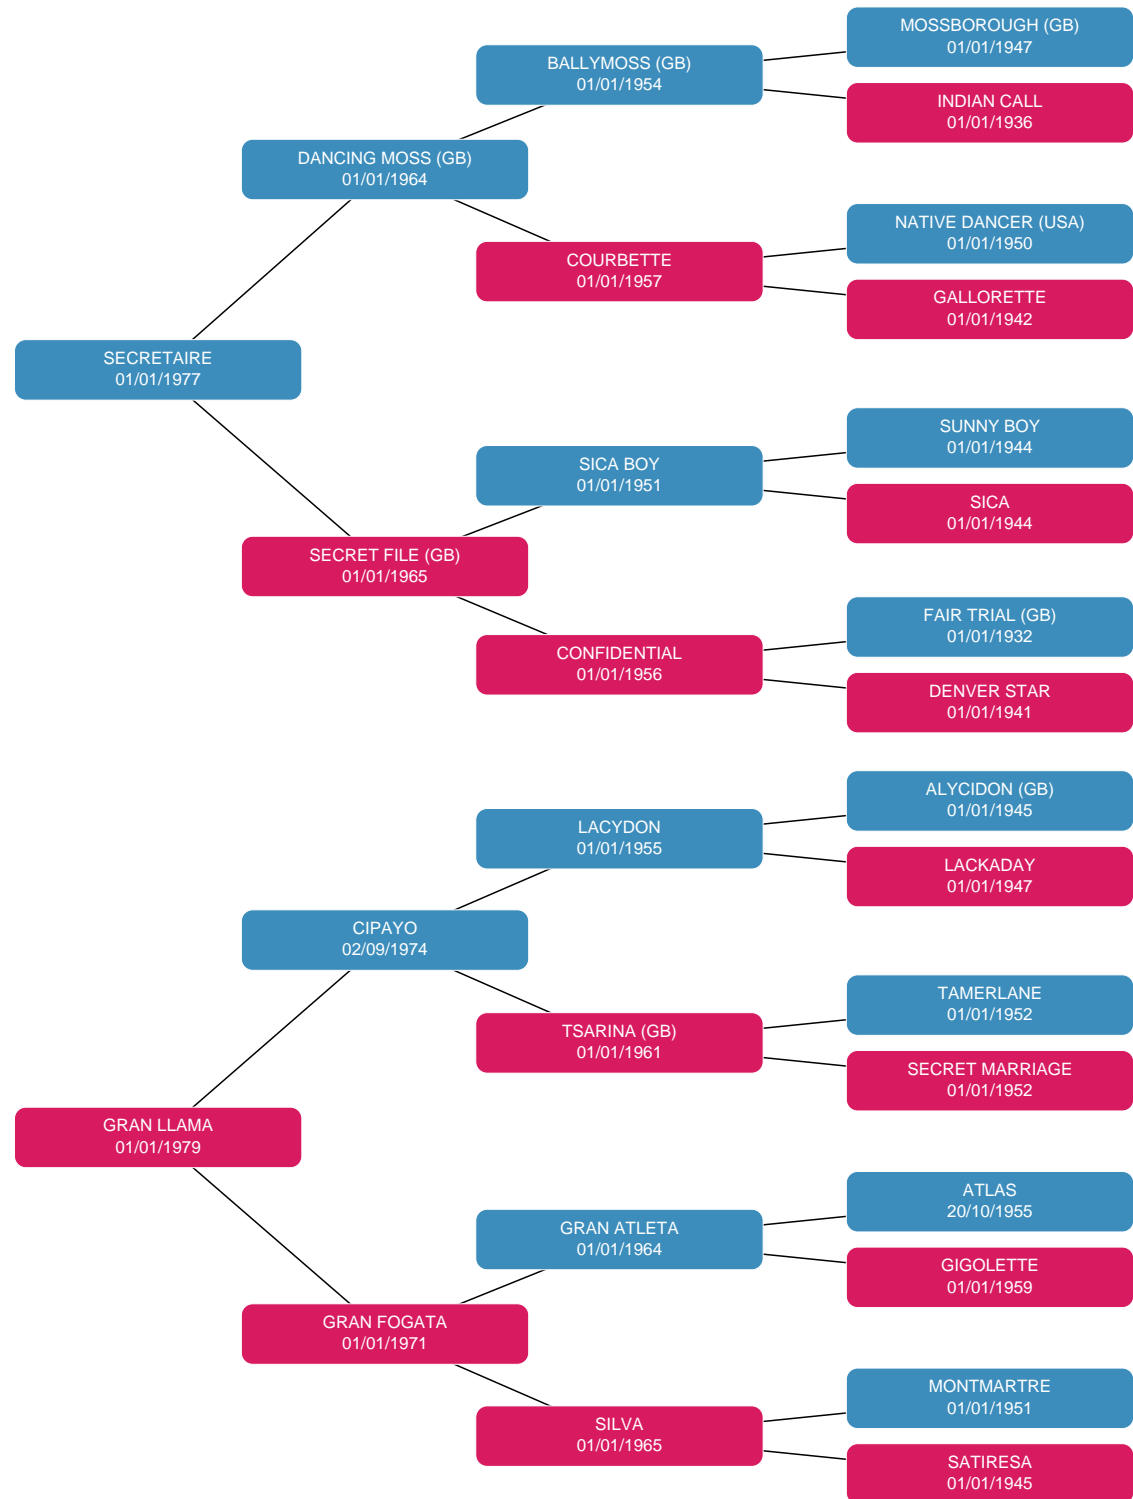 MOSSBOROUGH (GB)
01/01/1947
BALLYMOSS (GB)
01/01/1954
INDIAN CALL
01/01/1936
DANCING MOSS (GB)
01/01/1964
NATIVE DANCER (USA)
01/01/1950
COURBETTE
01/01/1957
GALLORETTE
01/01/1942
SECRETAIRE
01/01/1977
SUNNY BOY
01/01/1944
SICA BOY
01/01/1951
SICA
01/01/1944
SECRET FILE (GB)
01/01/1965
FAIR TRIAL (GB)
01/01/1932
CONFIDENTIAL
01/01/1956
DENVER STAR
01/01/1941
ALYCIDON (GB)
01/01/1945
LACYDON
01/01/1955
LACKADAY
01/01/1947
CIPAYO
02/09/1974
TAMERLANE
01/01/1952
TSARINA (GB)
01/01/1961
SECRET MARRIAGE
01/01/1952
GRAN LLAMA
01/01/1979
ATLAS
20/10/1955
GRAN ATLETA
01/01/1964
GIGOLETTE
01/01/1959
GRAN FOGATA
01/01/1971
MONTMARTRE
01/01/1951
SILVA
01/01/1965
SATIRESA
01/01/1945